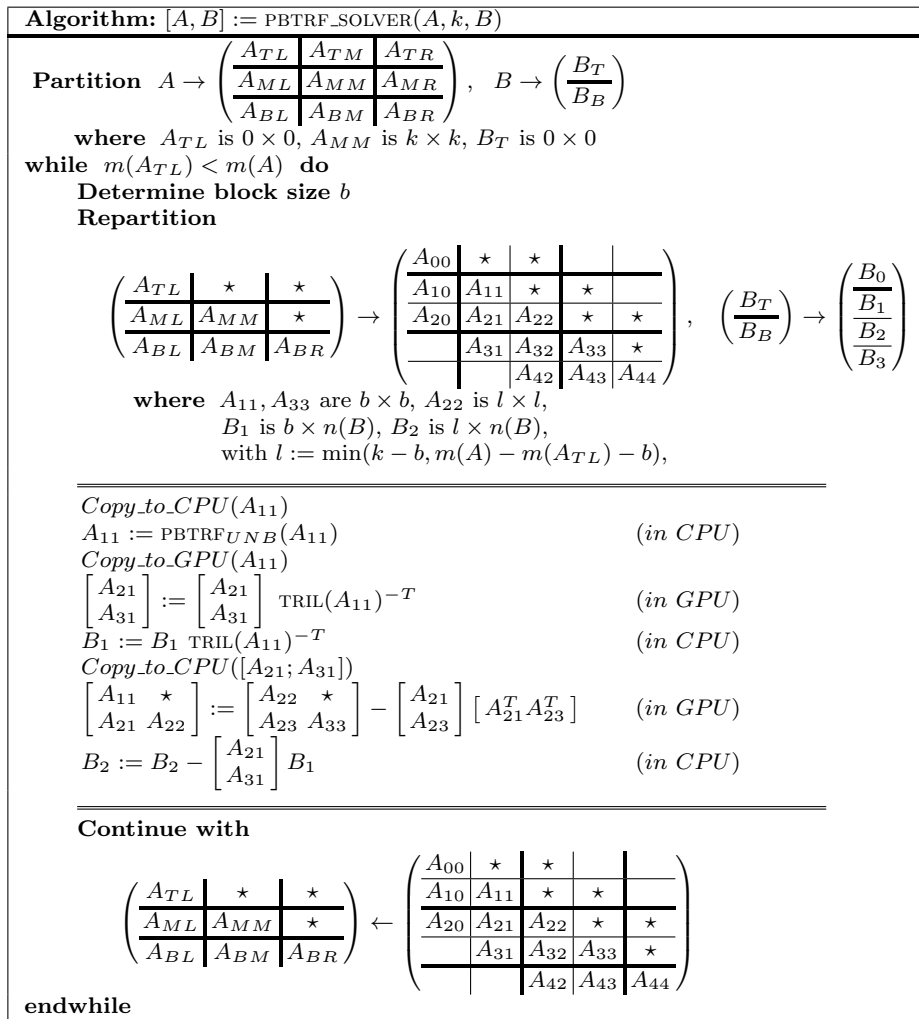 Algorithm: [A, B] := PBTRF_SOLVER(A, k, B)
Partition A → ( A_TL A_TM A_TR
A_ML A_MM A_MR
A_BL A_BM A_BR ) , B → ( B_T
B_B )
where A_TL is 0 × 0, A_MM is k × k, B_T is 0 × 0
while m(A_TL) < m(A) do
Determine block size b
Repartition
( A_TL ⋆ ⋆
A_ML A_MM ⋆
A_BL A_BM A_BR ) → ( A_00 ⋆ ⋆
A_10 A_11 ⋆ ⋆
A_20 A_21 A_22 ⋆ ⋆
A_31 A_32 A_33 ⋆
A_42 A_43 A_44 ) , ( B_T
B_B ) → ( B_0
B_1
B_2
B_3 )
where A_11, A_33 are b × b, A_22 is l × l,
B_1 is b × n(B), B_2 is l × n(B),
with l := min(k − b, m(A) − m(A_TL) − b),
Copy_to_CPU(A_11)
A_11 := PBTRF_UNB(A_11) (in CPU)
Copy_to_GPU(A_11)
[ A_21
A_31 ] := [ A_21
A_31 ] TRIL(A_11)^−T (in GPU)
B_1 := B_1 TRIL(A_11)^−T (in CPU)
Copy_to_CPU([A_21; A_31])
[ A_11 ⋆
A_21 A_22 ] := [ A_22 ⋆
A_23 A_33 ] − [ A_21
A_23 ] [ A_21^T A_23^T ] (in GPU)
B_2 := B_2 − [ A_21
A_31 ] B_1 (in CPU)
Continue with
( A_TL ⋆ ⋆
A_ML A_MM ⋆
A_BL A_BM A_BR ) ← ( A_00 ⋆ ⋆
A_10 A_11 ⋆ ⋆
A_20 A_21 A_22 ⋆ ⋆
A_31 A_32 A_33 ⋆
A_42 A_43 A_44 )
endwhile